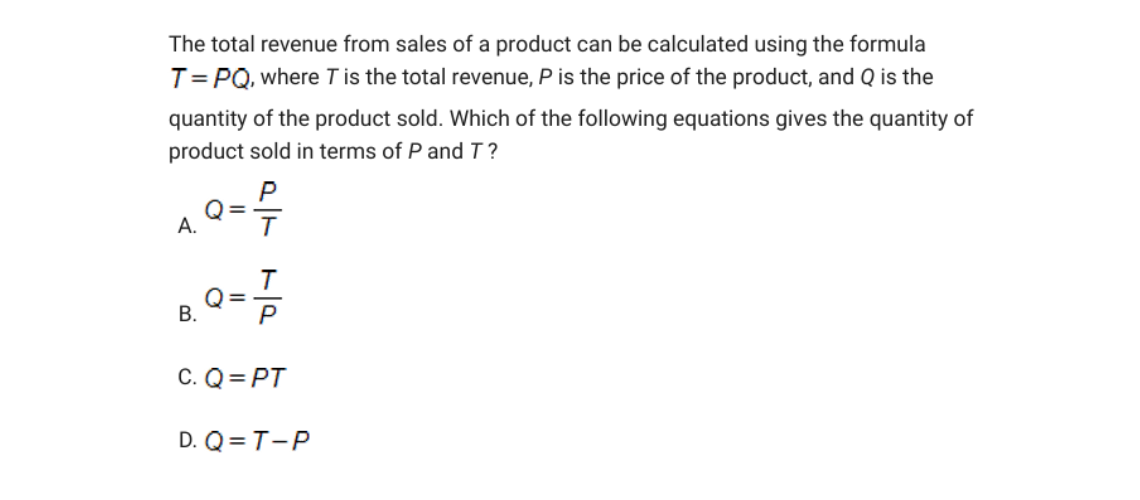 The total revenue from sales of a product can be calculated using the formula
T = PQ, where T is the total revenue, P is the price of the product, and Q is the
quantity of the product sold. Which of the following equations gives the quantity of
product sold in terms of P and T?
A. Q = P/T
B. Q = T/P
C. Q = PT
D. Q = T − P